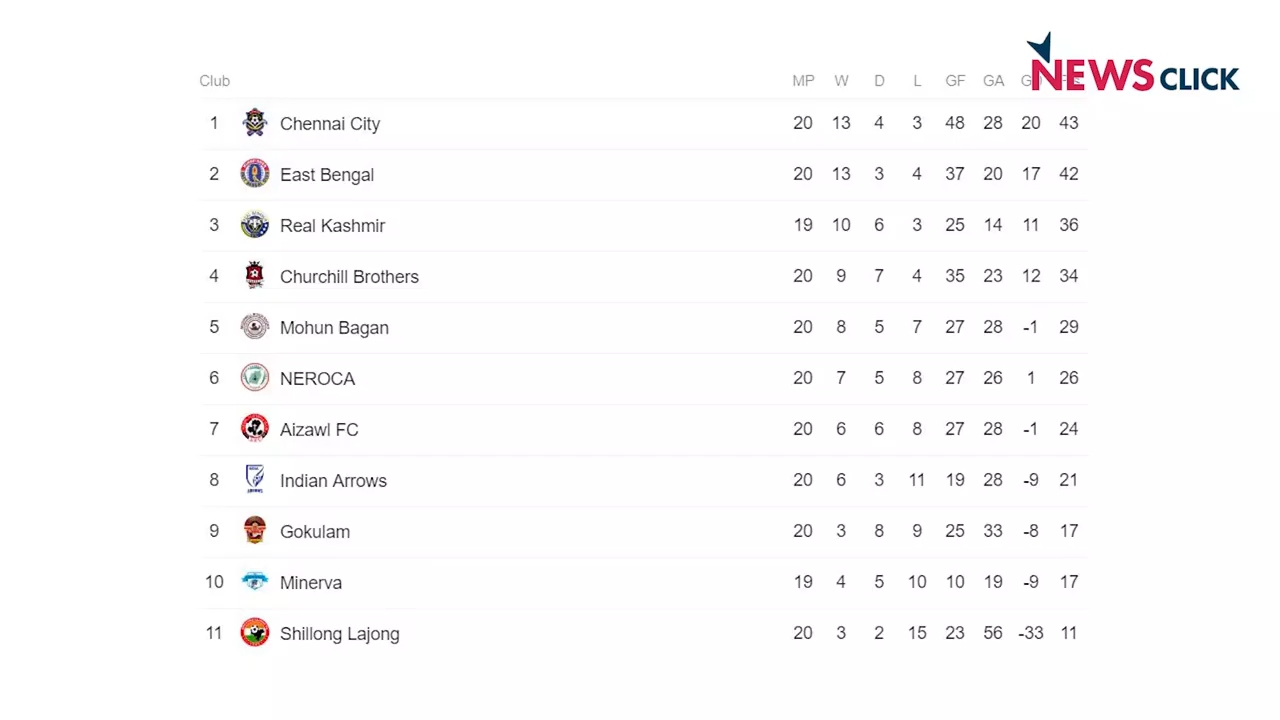 NEWS CLICK
Club MP W D L GF GA
1 Chennai City 20 13 4 3 48 28 20 43
2 East Bengal 20 13 3 4 37 20 17 42
3 Real Kashmir 19 10 6 3 25 14 11 36
4 Churchill Brothers 20 9 7 4 35 23 12 34
5 Mohun Bagan 20 8 5 7 27 28 -1 29
6 NEROCA 20 7 5 8 27 26 1 26
7 Aizawl FC 20 6 6 8 27 28 -1 24
8 Indian Arrows 20 6 3 11 19 28 -9 21
9 Gokulam 20 3 8 9 25 33 -8 17
10 Minerva 19 4 5 10 10 19 -9 17
11 Shillong Lajong 20 3 2 15 23 56 -33 11